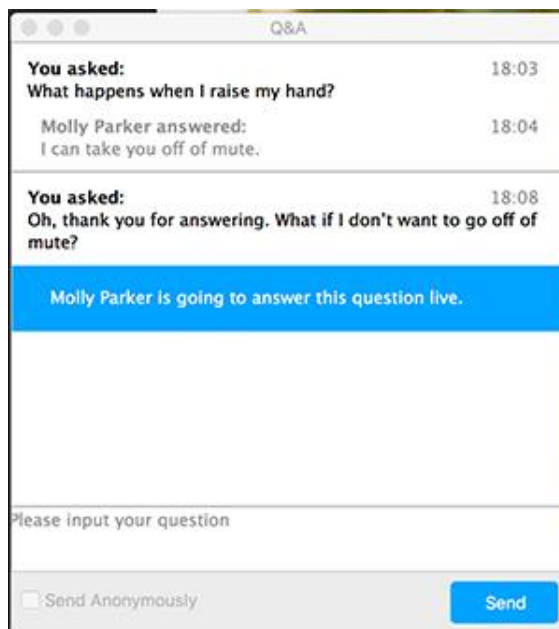 Q&A
You asked: 18:03
What happens when I raise my hand?
Molly Parker answered: 18:04
I can take you off of mute.
You asked: 18:08
Oh, thank you for answering. What if I don't want to go off of
mute?
Molly Parker is going to answer this question live.
Please input your question
Send Anonymously
Send